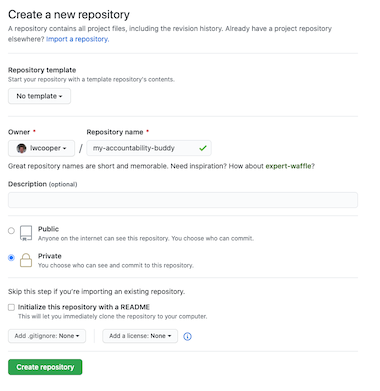 Create a new repository
A repository contains all project files, including the revision history. Already have a project repository
elsewhere? Import a repository.
Repository template
Start your repository with a template repository's contents.
No template
Owner * Repository name *
lwcooper / my-accountability-buddy
Great repository names are short and memorable. Need inspiration? How about expert-waffle?
Description (optional)
Public
Anyone on the internet can see this repository. You choose who can commit.
Private
You choose who can see and commit to this repository.
Skip this step if you're importing an existing repository.
Initialize this repository with a README
This will let you immediately clone the repository to your computer.
Add .gitignore: None Add a license: None
Create repository